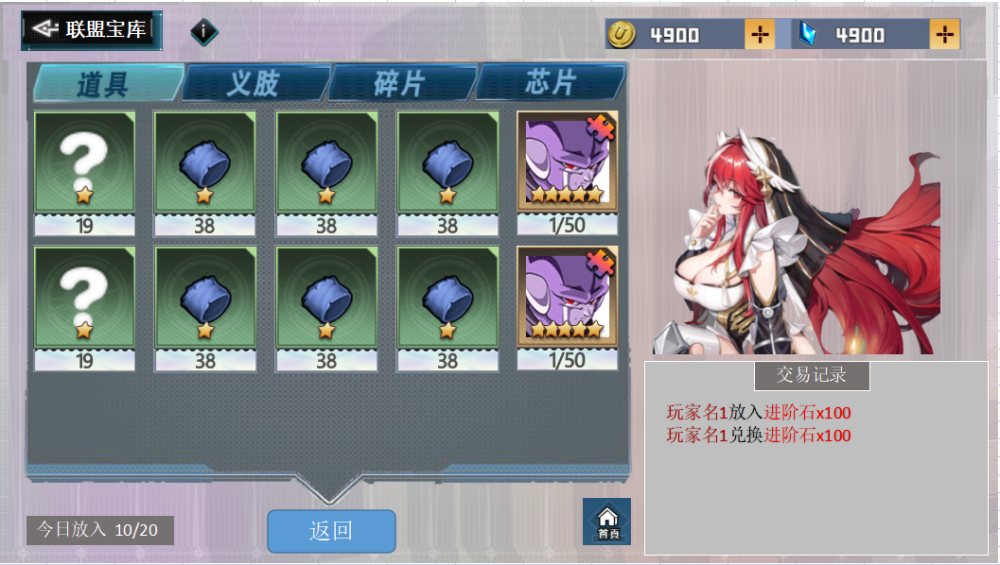 联盟宝库
i
4900
4900
道具 义肢 碎片 芯片
19 38 38 38 1/50
19 38 38 38 1/50
交易记录
玩家名1放入进阶石x100
玩家名1兑换进阶石x100
今日放入 10/20
返回
首頁